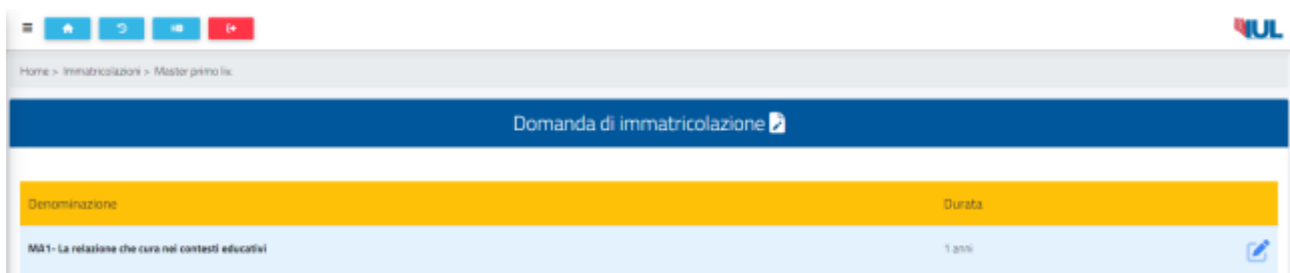 IUL
Home > Immatricolazioni > Master primo liv.
Domanda di immatricolazione
Denominazione Durata
MA1- La relazione che cura nei contesti educativi 1 anni